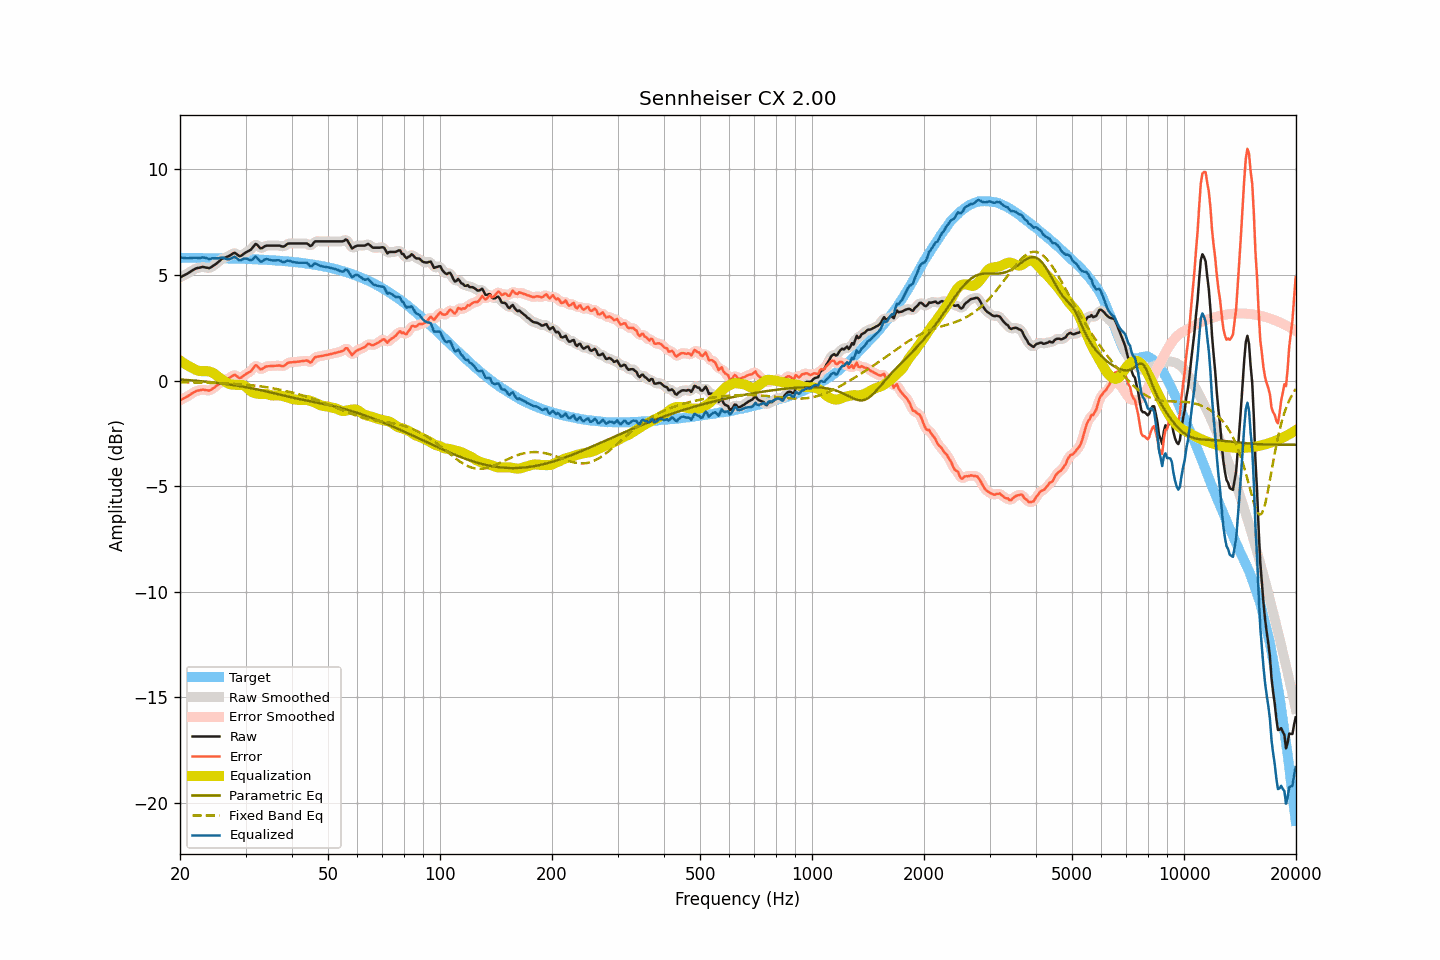 Sennheiser CX 2.00
Amplitude (dBr)
10
5
0
−5
−10
−15
−20
Target
Raw Smoothed
Error Smoothed
Raw
Error
Equalization
Parametric Eq
Fixed Band Eq
Equalized
20 50 100 200 500 1000 2000 5000 10000 20000
Frequency (Hz)